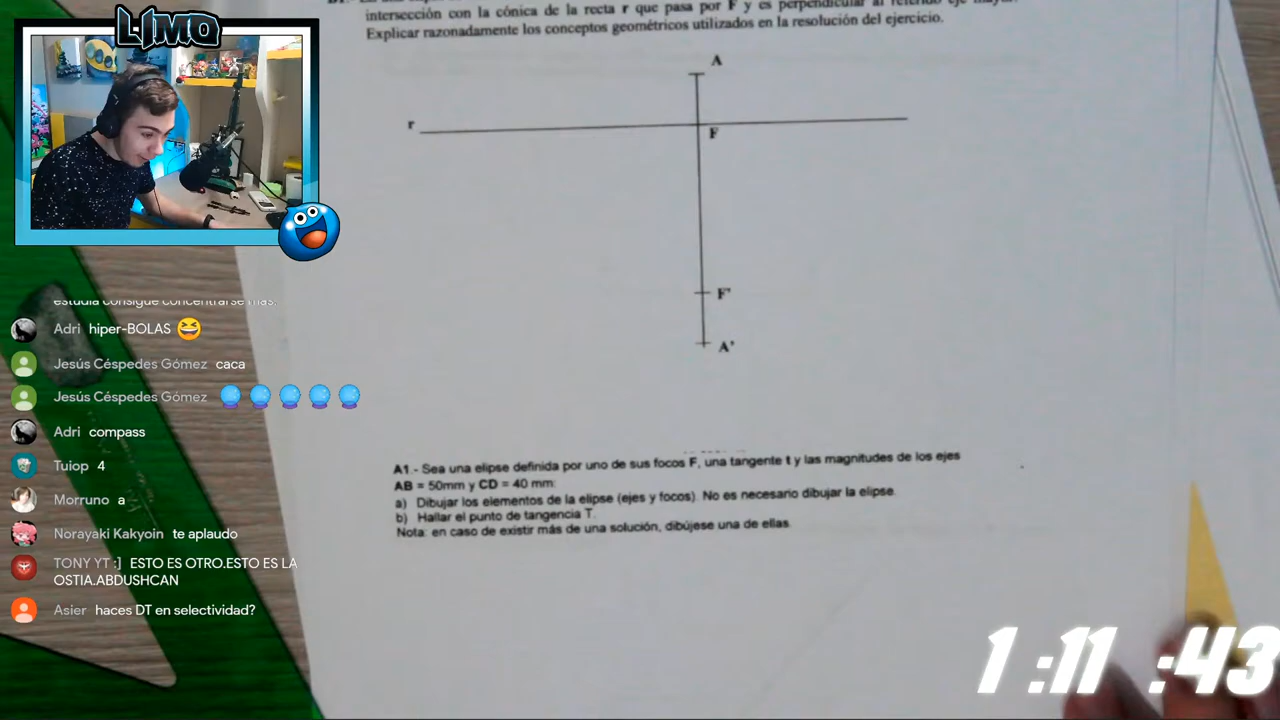 LIMO
intersección con la cónica de la recta r que pasa por F y es perpendicular al referido eje
Explicar razonadamente los conceptos geométricos utilizados en la resolución del ejercicio.
A
r
F
F'
A'
estudia consigue concentrarse más.
Adri hiper-BOLAS 😆
Jesús Céspedes Gómez caca
Jesús Céspedes Gómez 🔮🔮🔮🔮🔮
Adri compass
Tuiop 4
Morruno a
Norayaki Kakyoin te aplaudo
TONY YT :] ESTO ES OTRO.ESTO ES LA
OSTIA.ABDUSHCAN
Asier haces DT en selectividad?
A1.- Sea una elipse definida por uno de sus focos F, una tangente t y las magnitudes de los ejes
AB = 50mm y CD = 40 mm:
a) Dibujar los elementos de la elipse (ejes y focos). No es necesario dibujar la elipse.
b) Hallar el punto de tangencia T.
Nota: en caso de existir más de una solución, dibújese una de ellas.
1:11:43